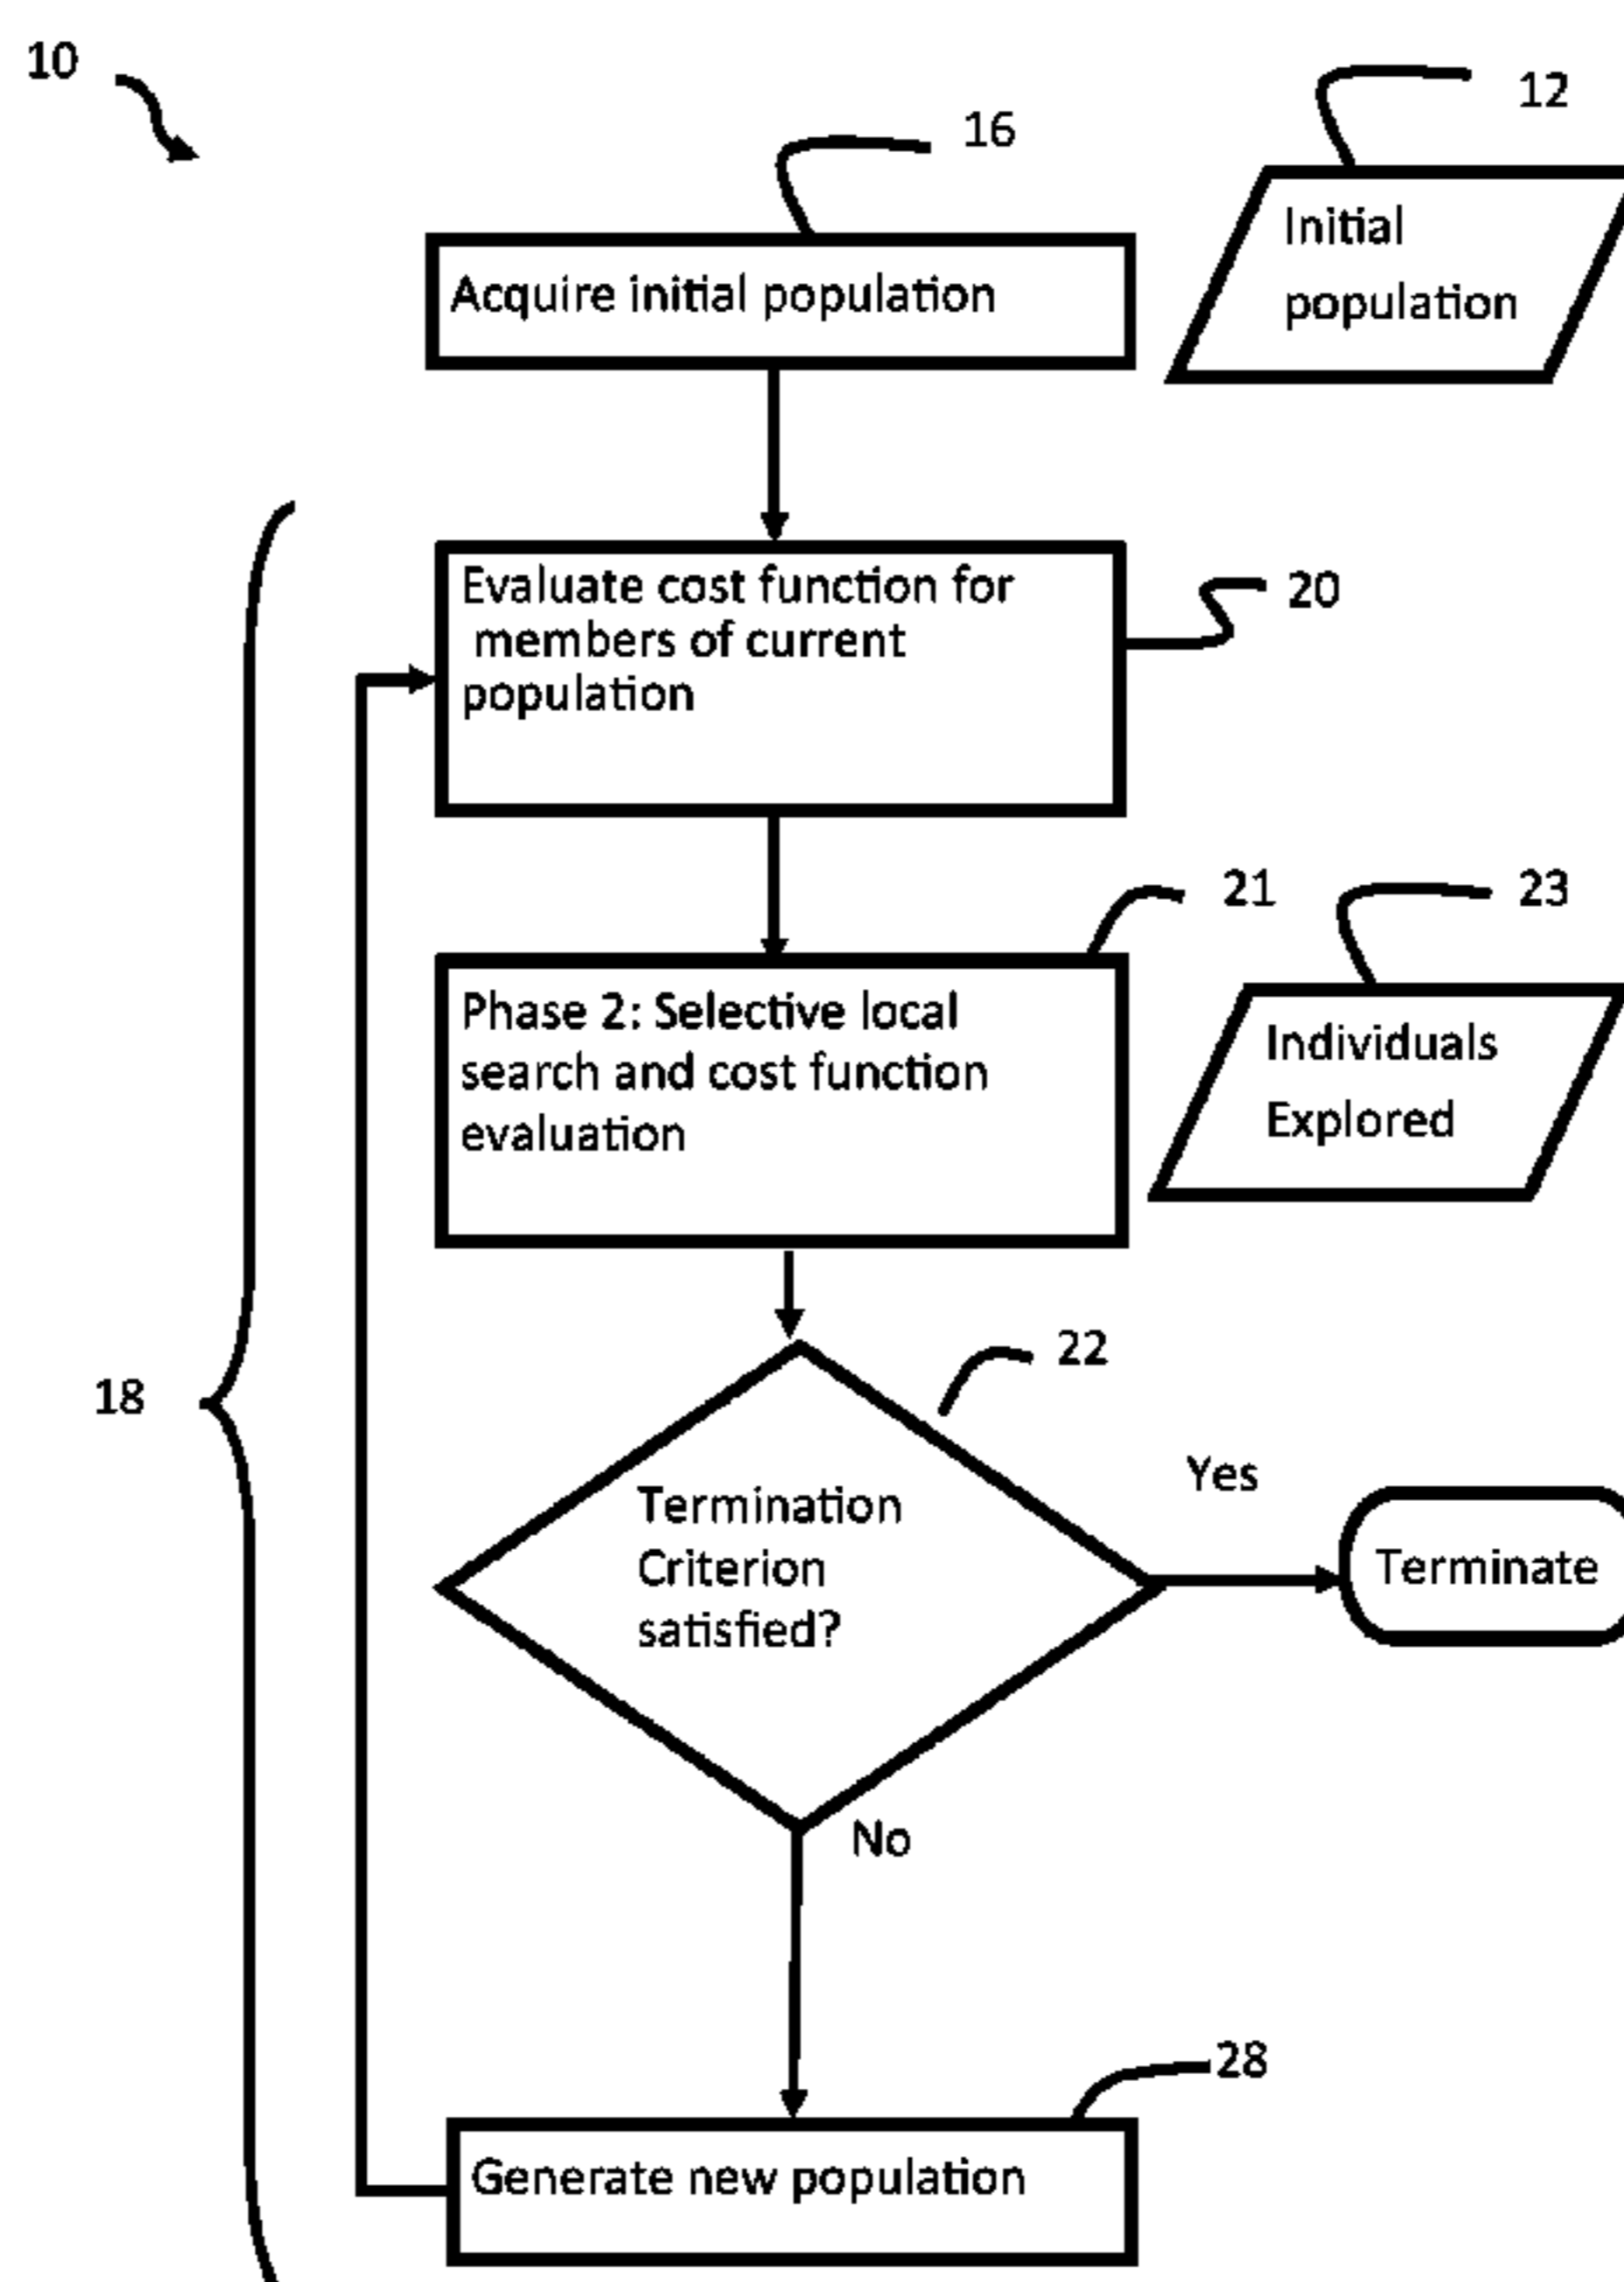 10
12
16
Initial
population
Acquire initial population
Evaluate cost function for
members of current
population
20
21
23
Phase 2: Selective local
search and cost function
evaluation
Individuals
Explored
22
18
Termination
Criterion
satisfied?
Yes
Terminate
No
28
Generate new population